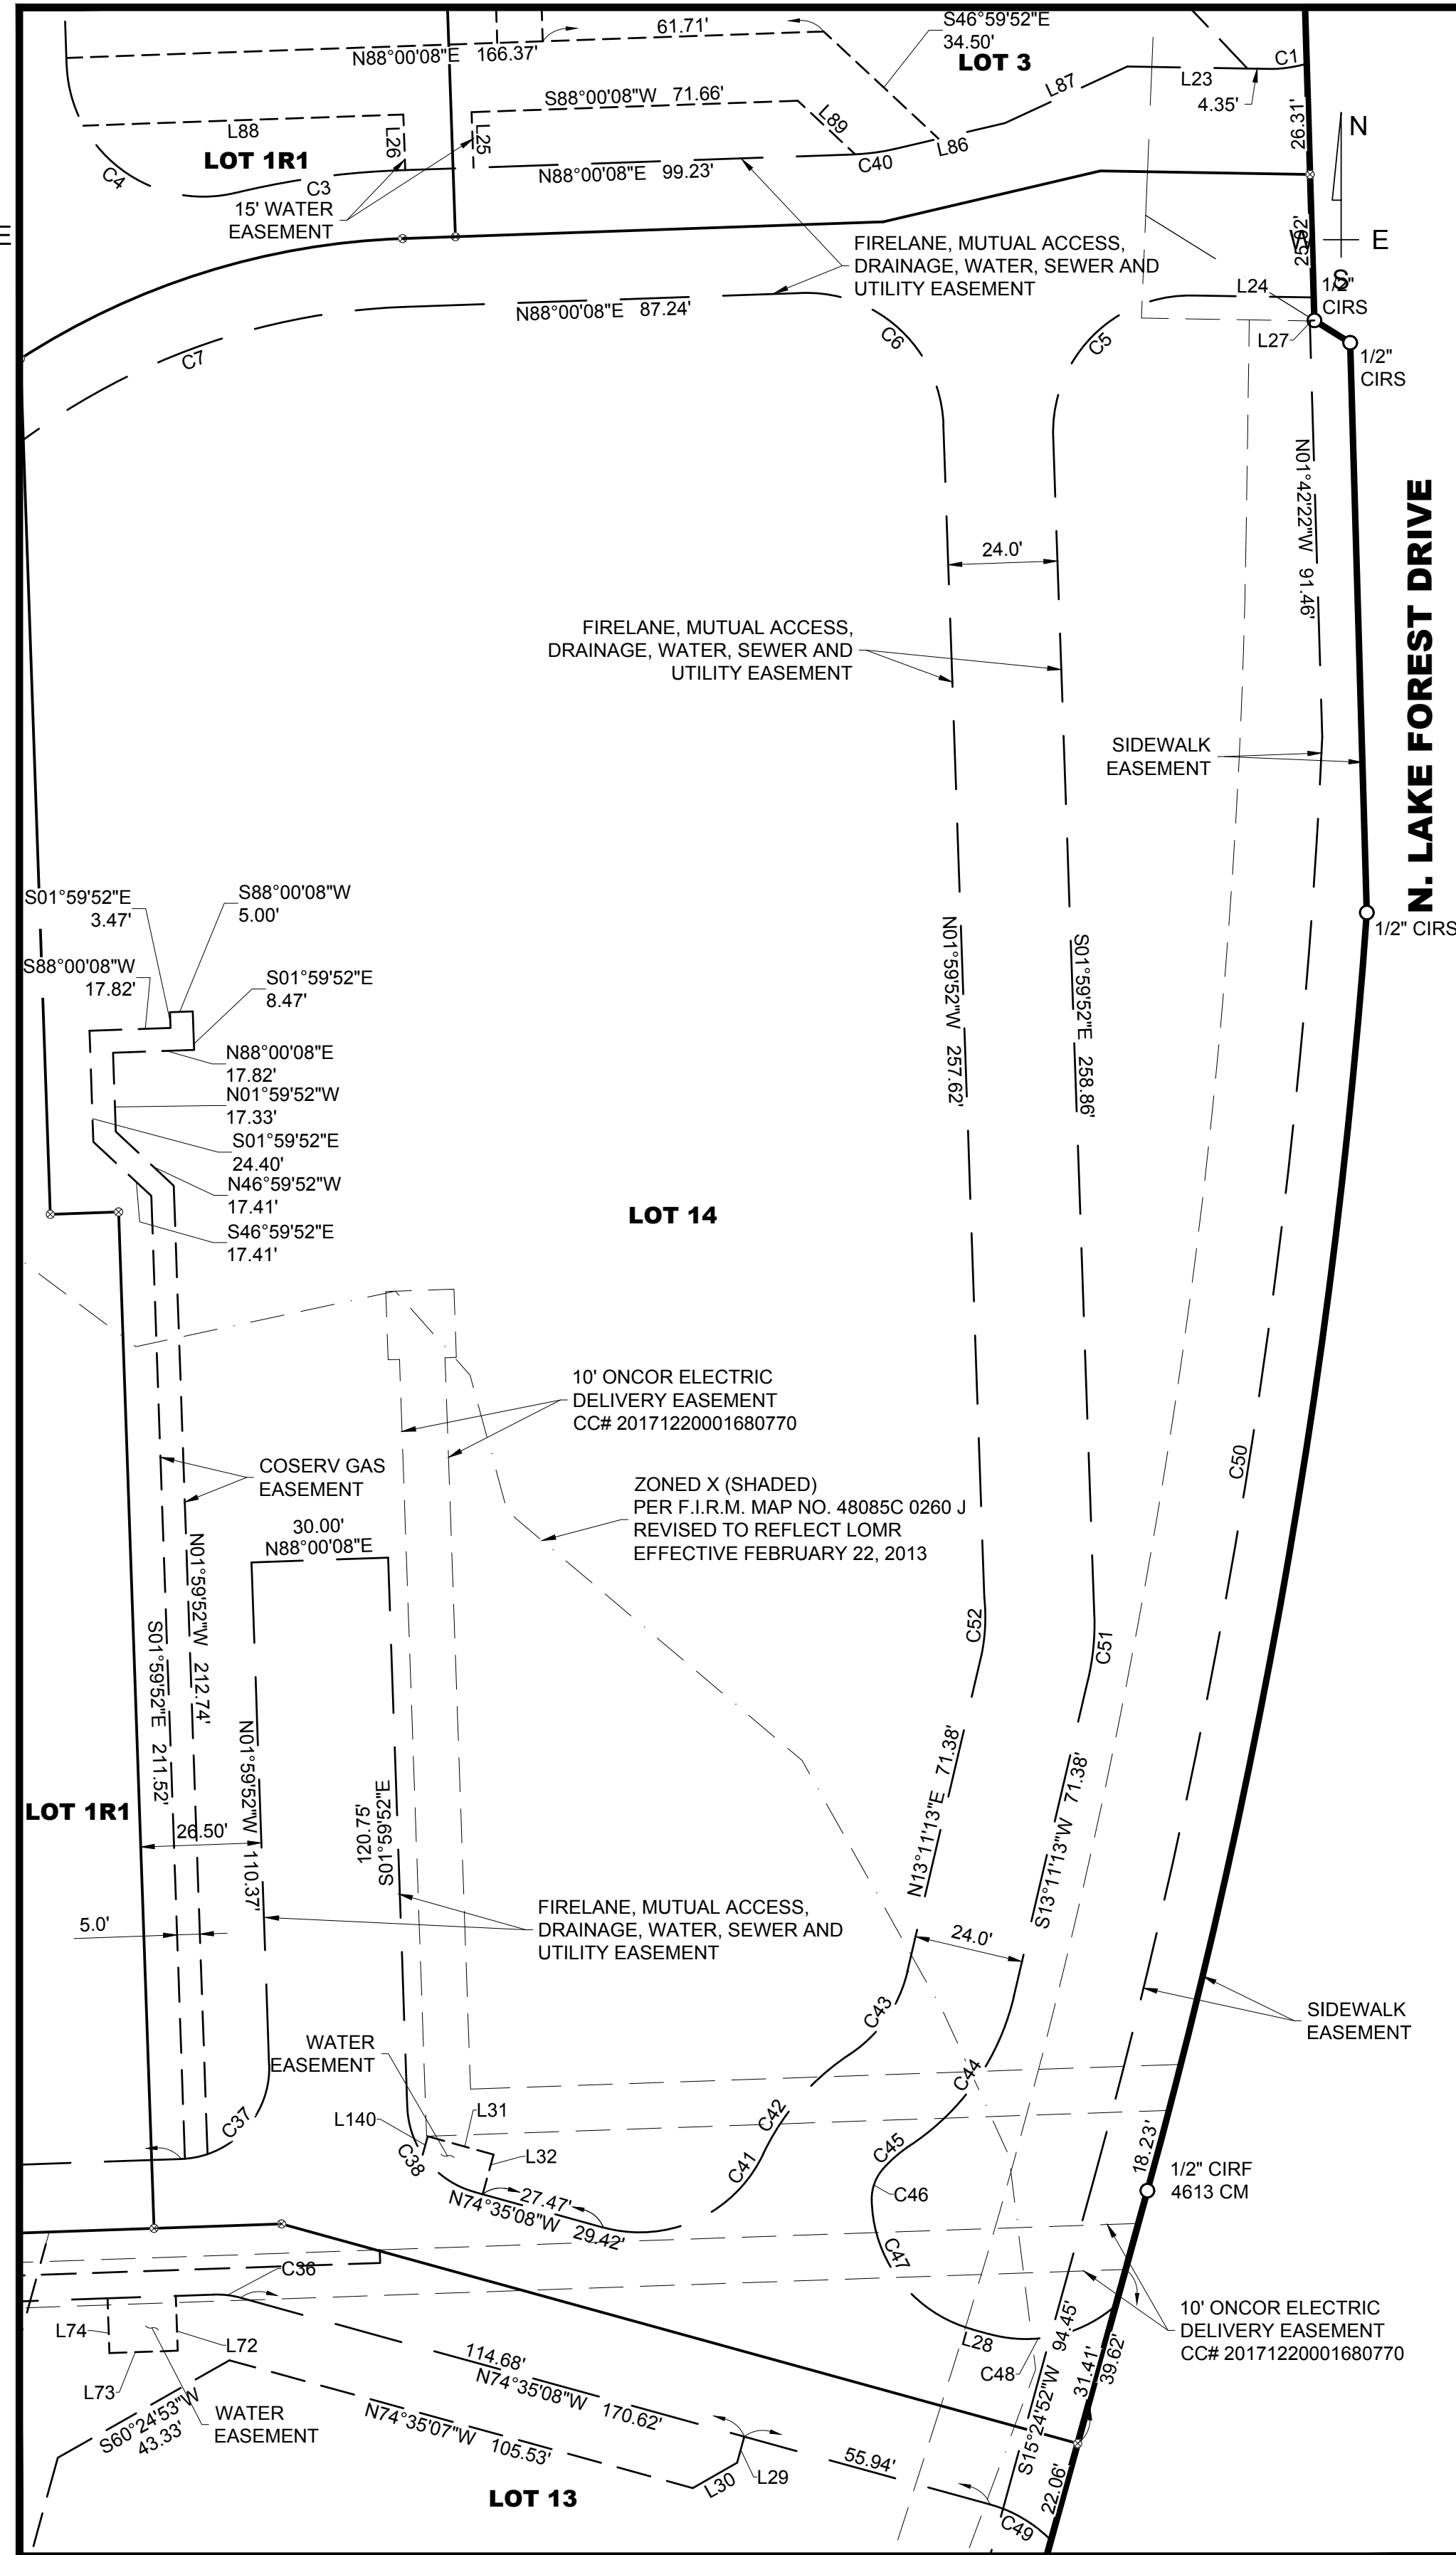 S46°59'52"E
34.50'
61.71'
N88°00'08"E 166.37'
LOT 3
C1
L23
4.35'
L87
S88°00'08"W 71.66'
L89
L88
L26
L25
26.31'
N
LOT 1R1
C4
C3
N88°00'08"E 99.23'
C40
L86
15' WATER
EASEMENT
E
FIRELANE, MUTUAL ACCESS,
DRAINAGE, WATER, SEWER AND
UTILITY EASEMENT
25.02'
W
E
S
L24
1/2"
CIRS
N88°00'08"E 87.24'
C6
C5
L27
1/2"
CIRS
C7
N01°42'22"W 91.46'
N. LAKE FOREST DRIVE
24.0'
FIRELANE, MUTUAL ACCESS,
DRAINAGE, WATER, SEWER AND
UTILITY EASEMENT
SIDEWALK
EASEMENT
S01°59'52"E
3.47'
S88°00'08"W
5.00'
1/2" CIRS
S88°00'08"W
17.82'
S01°59'52"E
8.47'
N01°59'52"W 257.62'
S01°59'52"E 258.86'
N88°00'08"E
17.82'
N01°59'52"W
17.33'
S01°59'52"E
24.40'
N46°59'52"W
17.41'
S46°59'52"E
17.41'
LOT 14
10' ONCOR ELECTRIC
DELIVERY EASEMENT
CC# 20171220001680770
COSERV GAS
EASEMENT
C50
ZONED X (SHADED)
PER F.I.R.M. MAP NO. 48085C 0260 J
REVISED TO REFLECT LOMR
EFFECTIVE FEBRUARY 22, 2013
30.00'
N88°00'08"E
N01°59'52"W 212.74'
S01°59'52"E 211.52'
C52
C51
N01°59'52"W 110.37'
120.75'
S01°59'52"E
N13°11'13"E 71.38'
S13°11'13"W 71.38'
LOT 1R1
26.50'
5.0'
FIRELANE, MUTUAL ACCESS,
DRAINAGE, WATER, SEWER AND
UTILITY EASEMENT
24.0'
C43
SIDEWALK
EASEMENT
WATER
EASEMENT
C44
L140
L31
C37
C42
C38
L32
C41
C45
18.23'
1/2" CIRF
4613 CM
C46
27.47'
N74°35'08"W 29.42'
C47
C36
L74
L72
L28
C48
10' ONCOR ELECTRIC
DELIVERY EASEMENT
CC# 20171220001680770
L73
114.68'
N74°35'08"W 170.62'
S15°24'52"W 94.45'
31.41'
39.62'
S60°24'53"W
43.33'
WATER
EASEMENT
N74°35'07"W 105.53'
L30
L29
55.94'
22.06'
LOT 13
C49